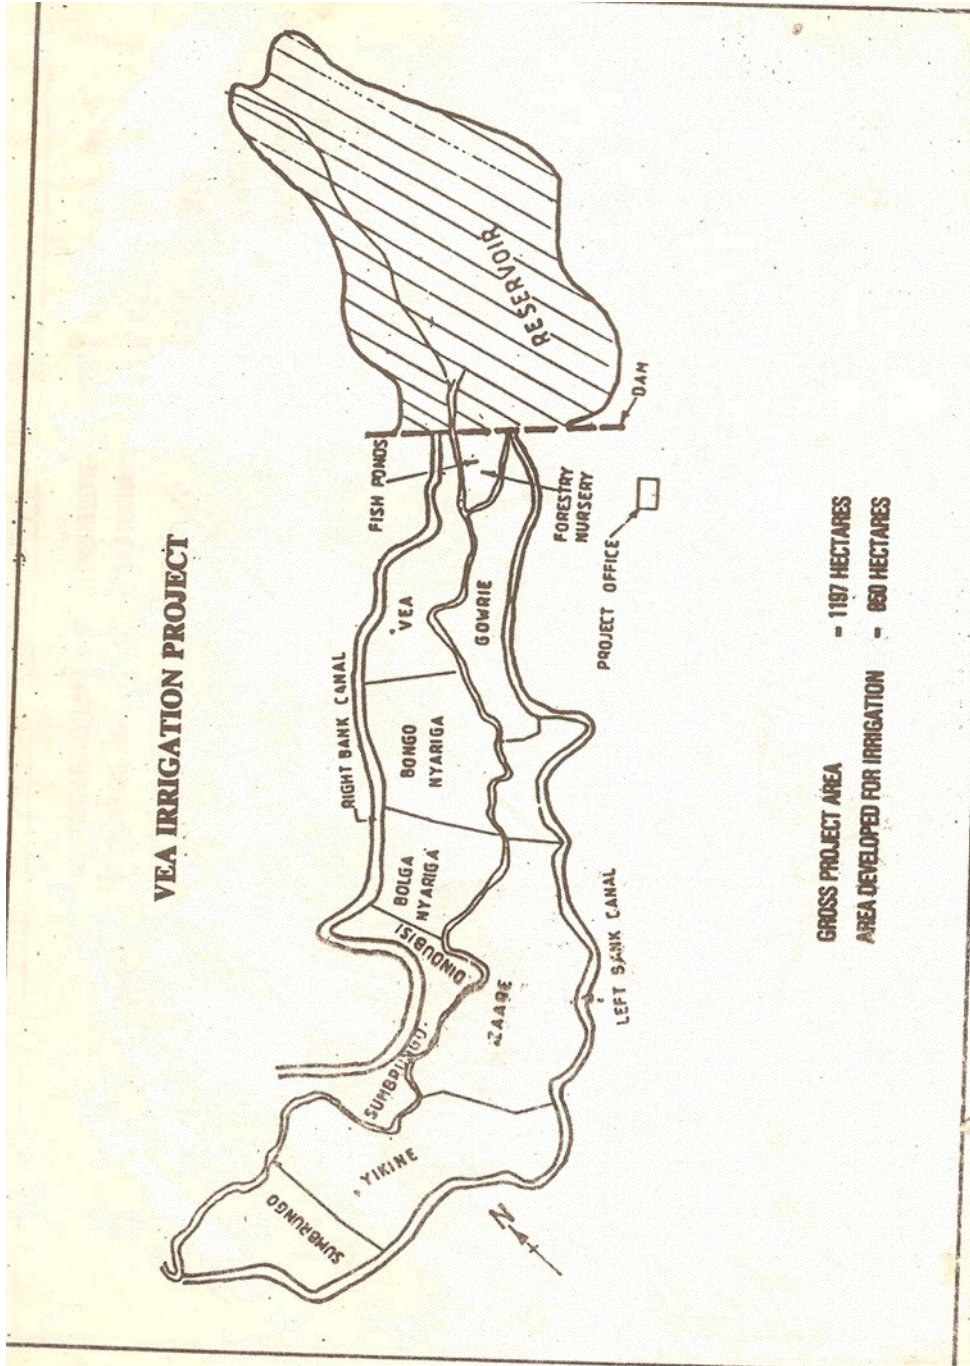 VEA IRRIGATION PROJECT
RESERVOIR
DAM
FISH PONDS
FORESTRY
NURSERY
PROJECT OFFICE
VEA
GOWRIE
RIGHT BANK CANAL
BONGO
NYARIGA
BOLGA
NYARIGA
DINDUBISI
ZAARE
LEFT BANK CANAL
SUMBRUNGO
YIKINE
SUMBRUNGO
N
GROSS PROJECT AREA = 1197 HECTARES
AREA DEVELOPED FOR IRRIGATION = 850 HECTARES